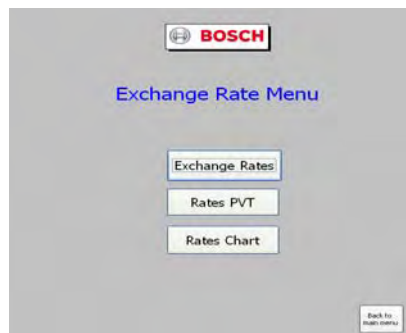 BOSCH
Exchange Rate Menu
Exchange Rates
Rates PVT
Rates Chart
Back to
main menu